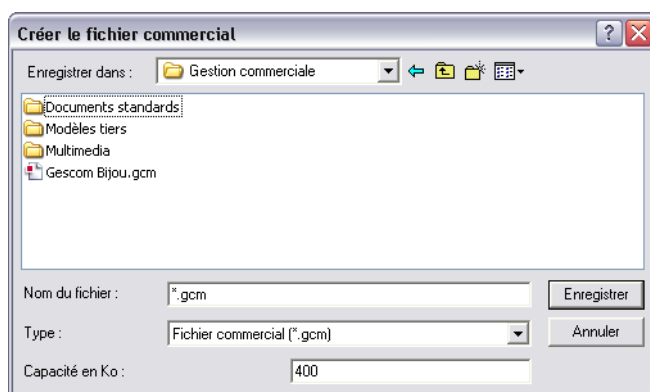 Créer le fichier commercial
Enregistrer dans : Gestion commerciale
Documents standards
Modèles tiers
Multimedia
Gescom Bijou.gcm
Nom du fichier : *.gcm Enregistrer
Type : Fichier commercial (*.gcm) Annuler
Capacité en Ko : 400